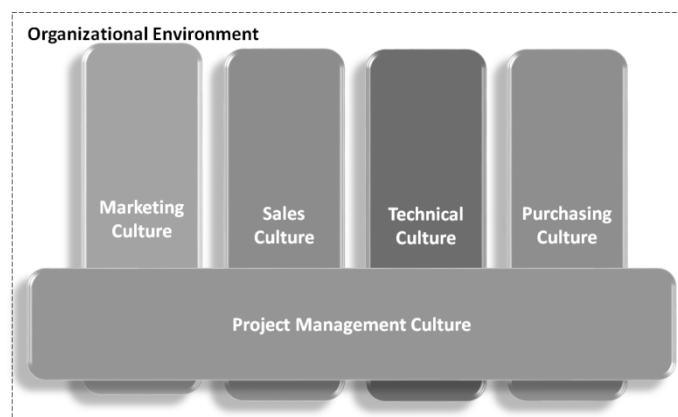 Organizational Environment
Marketing
Culture
Sales
Culture
Technical
Culture
Purchasing
Culture
Project Management Culture